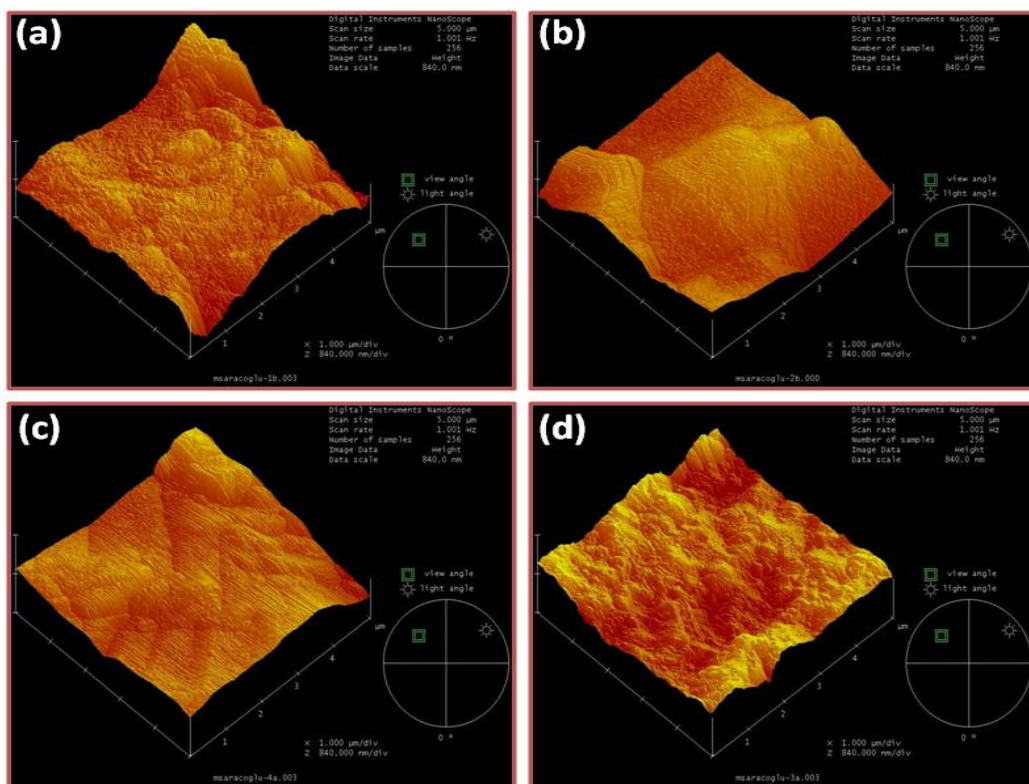 (a)
Digital Instruments NanoScope
Scan size 5.000 µm
Scan rate 1.001 Hz
Number of samples 256
Image Data Height
Data scale 840.0 nm
view angle
light angle
µm
4
3
2
1
X 1.000 µm/div
Z 840.000 nm/div
0 º
msaracoglu-1b.003
(b)
Digital Instruments NanoScope
Scan size 5.000 µm
Scan rate 1.001 Hz
Number of samples 256
Image Data Height
Data scale 840.0 nm
view angle
light angle
µm
4
3
2
1
X 1.000 µm/div
Z 840.000 nm/div
0 º
msaracoglu-2b.000
(c)
Digital Instruments NanoScope
Scan size 5.000 µm
Scan rate 1.001 Hz
Number of samples 256
Image Data Height
Data scale 840.0 nm
view angle
light angle
µm
4
3
2
1
X 1.000 µm/div
Z 840.000 nm/div
0 º
msaracoglu-4a.003
(d)
Digital Instruments NanoScope
Scan size 5.000 µm
Scan rate 1.001 Hz
Number of samples 256
Image Data Height
Data scale 840.0 nm
view angle
light angle
µm
4
3
2
1
X 1.000 µm/div
Z 840.000 nm/div
0 º
msaracoglu-3a.003